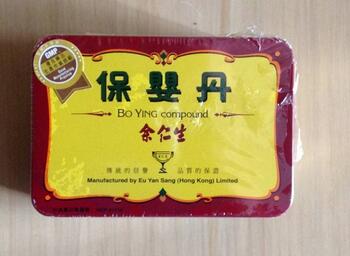 GMP
保嬰丹
BO YING compound
余仁生
傳統的信譽 品質的保證
Manufactured by Eu Yan Sang (Hong Kong) Limited